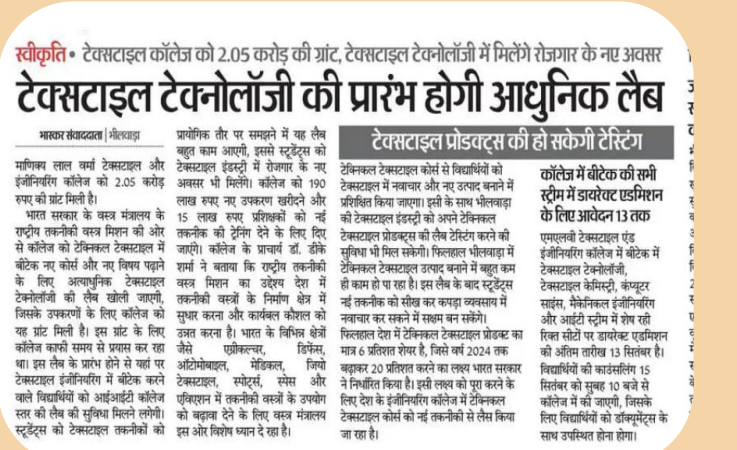 स्वीकृति • टेक्सटाइल कॉलेज को 2.05 करोड़ की ग्रांट, टेक्सटाइल टेक्नोलॉजी में मिलेंगे रोजगार के नए अवसर
टेक्सटाइल टेक्नोलॉजी की प्रारंभ होगी आधुनिक लैब
भास्कर संवाददाता | भीलवाड़ा
माणिक्य लाल वर्मा टेक्सटाइल और
इंजीनियरिंग कॉलेज को 2.05 करोड़
रुपए की ग्रांट मिली है।
भारत सरकार के वस्त्र मंत्रालय के
राष्ट्रीय तकनीकी वस्त्र मिशन की ओर
से कॉलेज को टेक्निकल टेक्सटाइल में
बीटेक नए कोर्स और नए विषय पढ़ाने
के लिए अत्याधुनिक टेक्सटाइल
टेक्नोलॉजी की लैब खोली जाएगी,
जिसके उपकरणों के लिए कॉलेज को
यह ग्रांट मिली है। इस ग्रांट के लिए
कॉलेज काफी समय से प्रयास कर रहा
था। इस लैब के प्रारंभ होने से यहां पर
टेक्सटाइल इंजीनियरिंग में बीटेक करने
वाले विद्यार्थियों को आईआईटी कॉलेज
स्तर की लैब की सुविधा मिलने लगेगी।
स्टूडेंट्स को टेक्सटाइल तकनीकों को
प्रायोगिक तौर पर समझने में यह लैब
बहुत काम आएगी, इससे स्टूडेंट्स को
टेक्सटाइल इंडस्ट्री में रोजगार के नए
अवसर भी मिलेंगे। कॉलेज को 190
लाख रुपए नए उपकरण खरीदने और
15 लाख रुपए प्रशिक्षकों को नई
तकनीक की ट्रेनिंग देने के लिए दिए
जाएंगे। कॉलेज के प्राचार्य डॉ. डीके
शर्मा ने बताया कि राष्ट्रीय तकनीकी
वस्त्र मिशन का उद्देश्य देश में
तकनीकी वस्त्रों के निर्माण क्षेत्र में
सुधार करना और कार्यबल कौशल को
उन्नत करना है। भारत के विभिन्न क्षेत्रों
जैसे एग्रीकल्चर, डिफेंस,
ऑटोमोबाइल, मेडिकल, जियो
टेक्सटाइल, स्पोर्ट्स, स्पेस और
एविएशन में तकनीकी वस्त्रों के उपयोग
को बढ़ावा देने के लिए वस्त्र मंत्रालय
इस ओर विशेष ध्यान दे रहा है।
टेक्सटाइल प्रोडक्ट्स की हो सकेगी टेस्टिंग
टेक्निकल टेक्सटाइल कोर्स से विद्यार्थियों को
टेक्सटाइल में नवाचार और नए उत्पाद बनाने में
प्रशिक्षित किया जाएगा। इसी के साथ भीलवाड़ा
की टेक्सटाइल इंडस्ट्री को अपने टेक्निकल
टेक्सटाइल प्रोडक्ट्स की लैब टेस्टिंग करने की
सुविधा भी मिल सकेगी। फिलहाल भीलवाड़ा में
टेक्निकल टेक्सटाइल उत्पाद बनाने में बहुत कम
ही काम हो पा रहा है। इस लैब के बाद स्टूडेंट्स
नई तकनीक को सीख कर कपड़ा व्यवसाय में
नवाचार कर सकने में सक्षम बन सकेंगे।
फिलहाल देश में टेक्निकल टेक्सटाइल प्रोडक्ट का
मात्र 6 प्रतिशत शेयर है, जिसे वर्ष 2024 तक
बढ़ाकर 20 प्रतिशत करने का लक्ष्य भारत सरकार
ने निर्धारित किया है। इसी लक्ष्य को पूरा करने के
लिए देश के इंजीनियरिंग कॉलेज में टेक्निकल
टेक्सटाइल कोर्स को नई तकनीकी से लैस किया
जा रहा है।
कॉलेज में बीटेक की सभी
स्ट्रीम में डायरेक्ट एडमिशन
के लिए आवेदन 13 तक
एमएलवी टेक्सटाइल एंड
इंजीनियरिंग कॉलेज में बीटेक में
टेक्सटाइल टेक्नोलॉजी,
टेक्सटाइल केमिस्ट्री, कंप्यूटर
साइंस, मैकेनिकल इंजीनियरिंग
और आईटी स्ट्रीम में शेष रही
रिक्त सीटों पर डायरेक्ट एडमिशन
की अंतिम तारीख 13 सितंबर है।
विद्यार्थियों की काउंसलिंग 15
सितंबर को सुबह 10 बजे से
कॉलेज में की जाएगी, जिसके
लिए विद्यार्थियों को डॉक्यूमेंट्स के
साथ उपस्थित होना होगा।